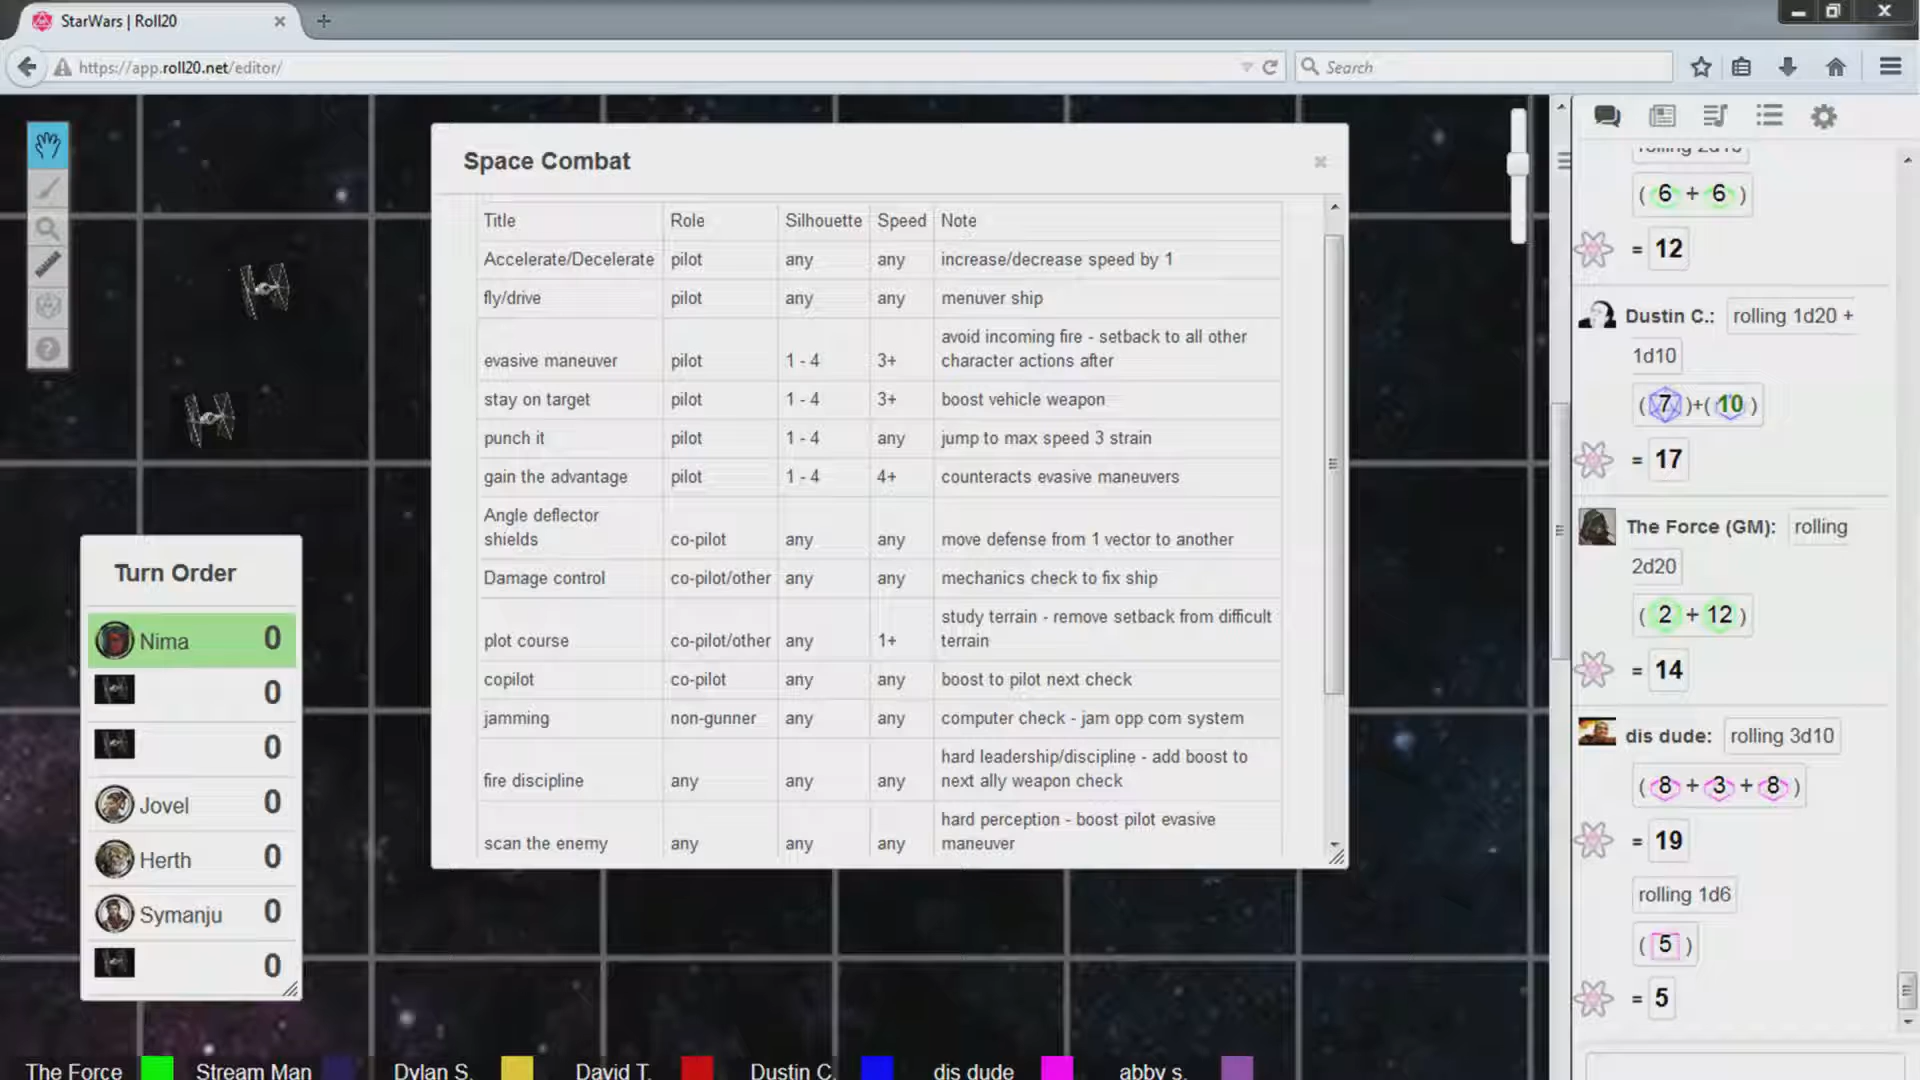 StarWars | Roll20
https://app.roll20.net/editor/
Search
Space Combat
Title Role Silhouette Speed Note
Accelerate/Decelerate pilot any any increase/decrease speed by 1
fly/drive pilot any any menuver ship
avoid incoming fire - setback to all other
evasive maneuver pilot 1 - 4 3+ character actions after
stay on target pilot 1 - 4 3+ boost vehicle weapon
punch it pilot 1 - 4 any jump to max speed 3 strain
gain the advantage pilot 1 - 4 4+ counteracts evasive maneuvers
Angle deflector
shields co-pilot any any move defense from 1 vector to another
Damage control co-pilot/other any any mechanics check to fix ship
study terrain - remove setback from difficult
plot course co-pilot/other any 1+ terrain
copilot co-pilot any any boost to pilot next check
jamming non-gunner any any computer check - jam opp com system
hard leadership/discipline - add boost to
fire discipline any any any next ally weapon check
hard perception - boost pilot evasive
scan the enemy any any any maneuver
Turn Order
Nima 0
0
0
Jovel 0
Herth 0
Symanju 0
0
( 6 + 6 )
= 12
Dustin C.: rolling 1d20 +
1d10
( 7 )+( 10 )
= 17
The Force (GM): rolling
2d20
( 2 + 12 )
= 14
dis dude: rolling 3d10
( 8 + 3 + 8 )
= 19
rolling 1d6
( 5 )
= 5
The Force Stream Man Dylan S. David T. Dustin C. dis dude abby s.